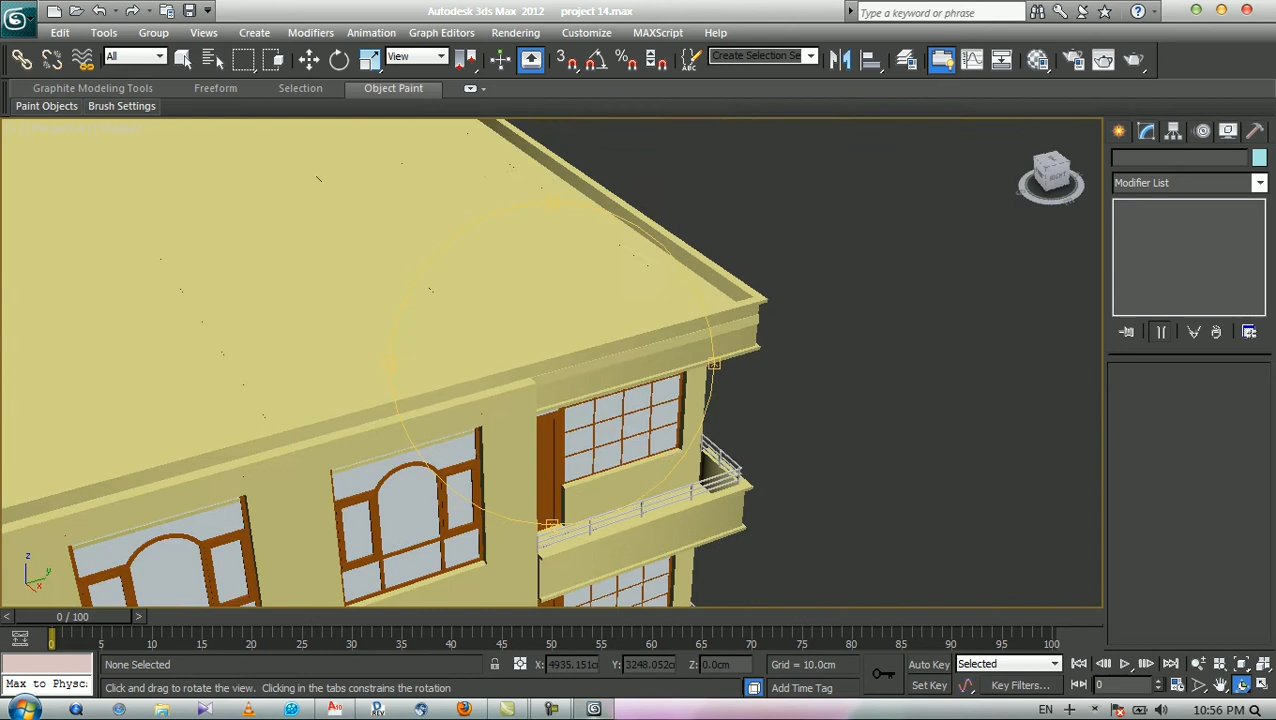 Autodesk 3ds Max 2012 project 14.max
Type a keyword or phrase
Edit Tools Group Views Create Modifiers Animation Graph Editors Rendering Customize MAXScript Help
All View Create Selection Se
Graphite Modeling Tools Freeform Selection Object Paint
Paint Objects Brush Settings
RIGHT
Modifier List
z
y
x
0 / 100
0 5 10 15 20 25 30 35 40 45 50 55 60 65 70 75 80 85 90 95 100
None Selected X: 4935.151c Y: 3248.052c Z: 0.0cm Grid = 10.0cm Auto Key Selected
Max to Physc Click and drag to rotate the view. Clicking in the tabs constrains the rotation Add Time Tag Set Key Key Filters... 0
EN 10:56 PM